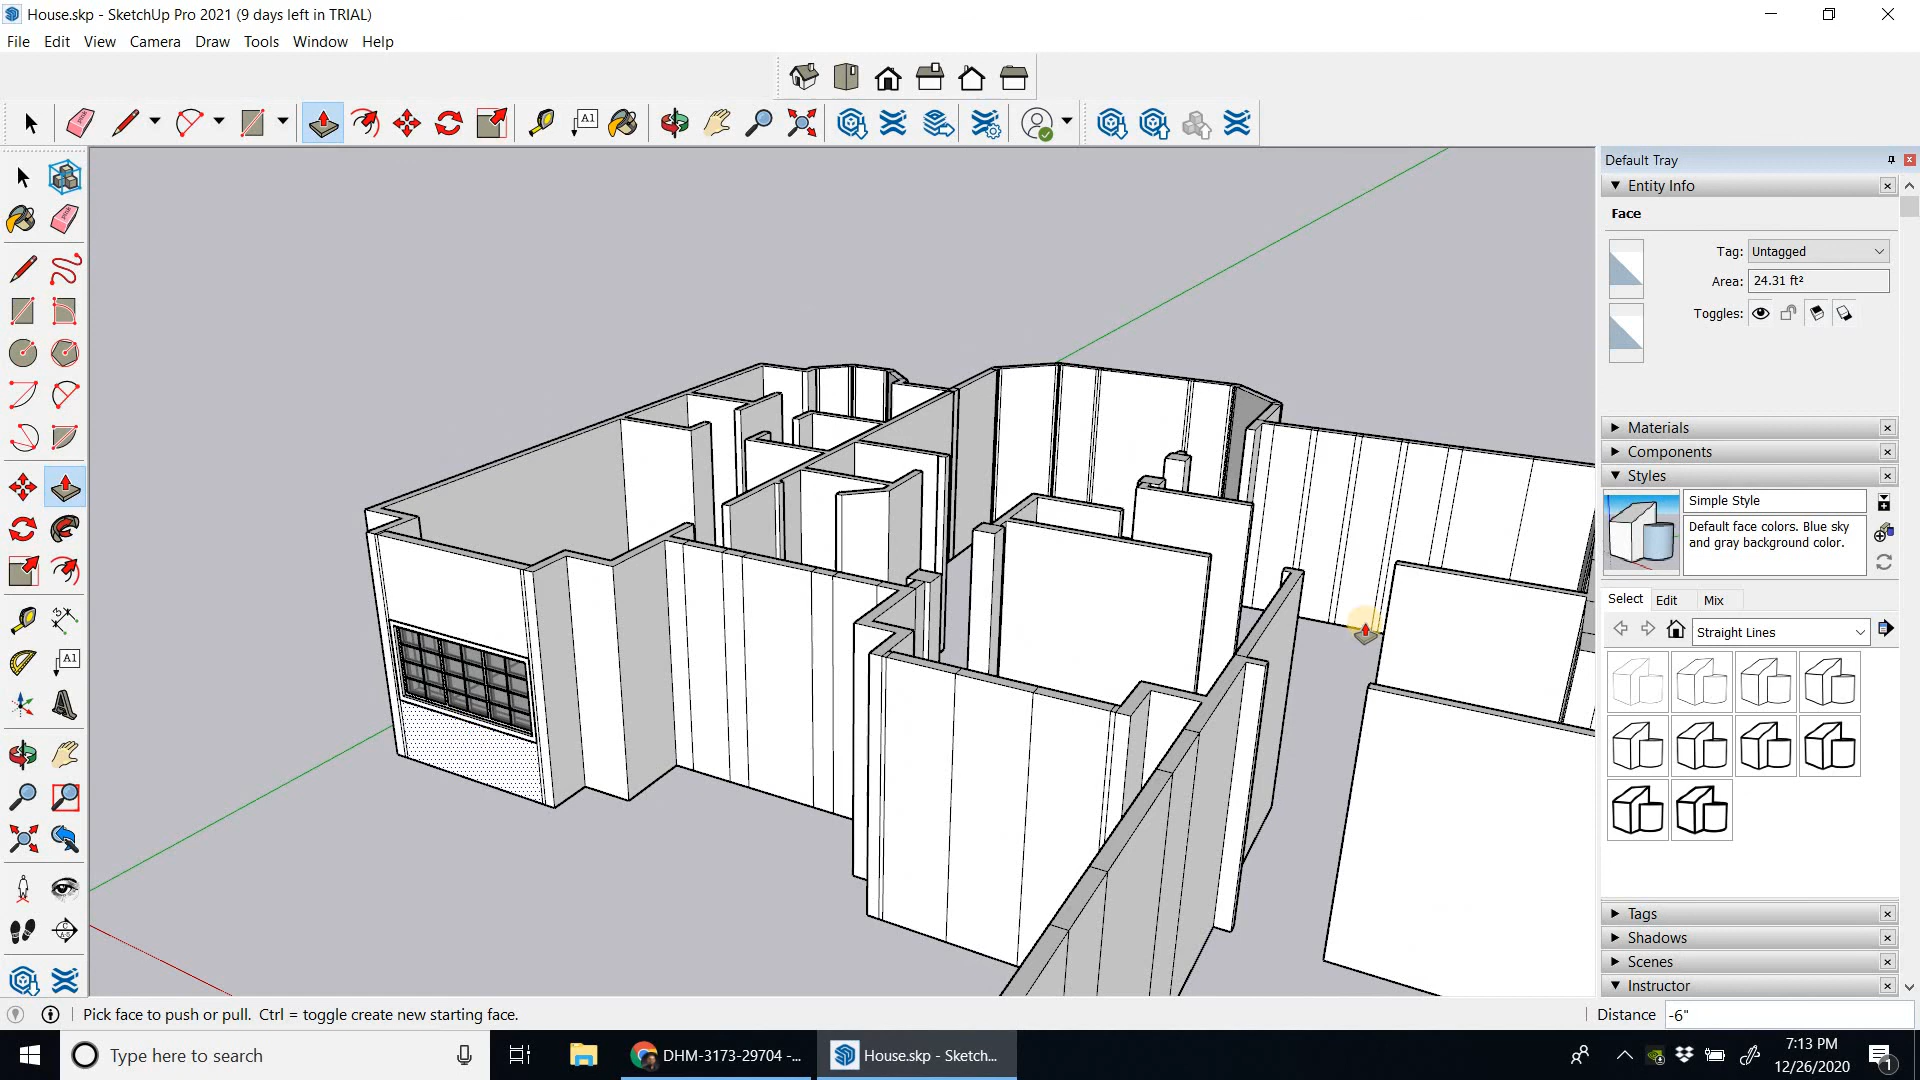 House.skp - SketchUp Pro 2021 (9 days left in TRIAL)
File Edit View Camera Draw Tools Window Help
A1
Default Tray
Entity Info
Face
Tag: Untagged
Area: 24.31 ft²
Toggles:
A1
Materials
Components
Styles
Simple Style
Default face colors. Blue sky
and gray background color.
Select Edit Mix
Straight Lines
Tags
Shadows
Scenes
Instructor
Pick face to push or pull. Ctrl = toggle create new starting face.
Distance -6"
Type here to search
DHM-3173-29704 -...
House.skp - Sketch...
7:13 PM
12/26/2020
1